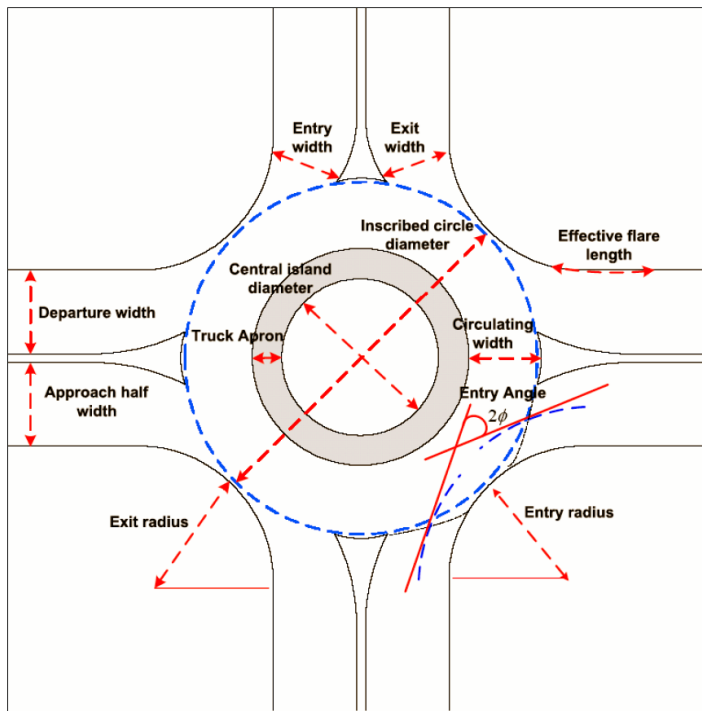 Entry
width
Exit
width
Inscribed circle
diameter
Effective flare
length
Central island
diameter
Departure width
Truck Apron
Circulating
width
Approach half
width
Entry Angle
2ϕ
Exit radius
Entry radius